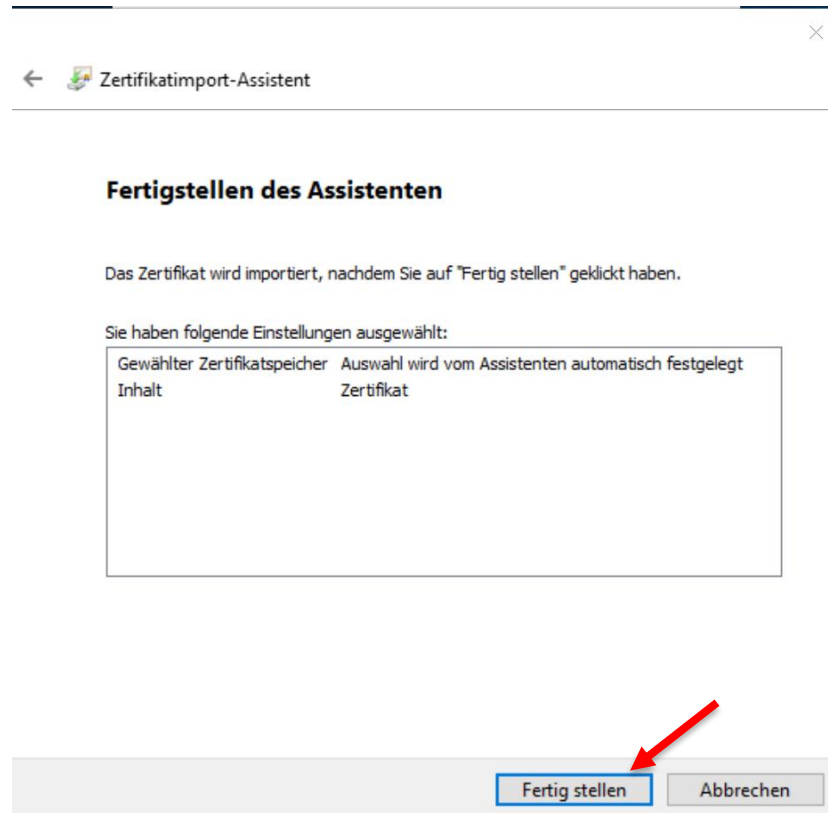 Zertifikatimport-Assistent
Fertigstellen des Assistenten
Das Zertifikat wird importiert, nachdem Sie auf "Fertig stellen" geklickt haben.
Sie haben folgende Einstellungen ausgewählt:
Gewählter Zertifikatspeicher Auswahl wird vom Assistenten automatisch festgelegt
Inhalt Zertifikat
Fertig stellen Abbrechen